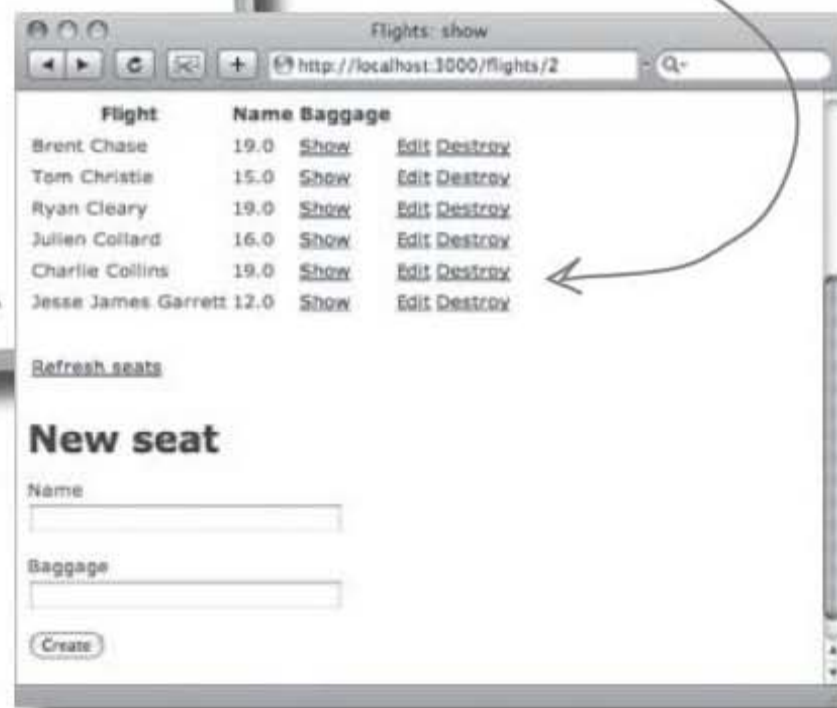 Flights: show
http://localhost:3000/flights/2
Flight Name Baggage
Brent Chase 19.0 Show Edit Destroy
Tom Christie 15.0 Show Edit Destroy
Ryan Cleary 19.0 Show Edit Destroy
Julien Collard 16.0 Show Edit Destroy
Charlie Collins 19.0 Show Edit Destroy
Jesse James Garrett 12.0 Show Edit Destroy
Refresh seats
New seat
Name
Baggage
Create